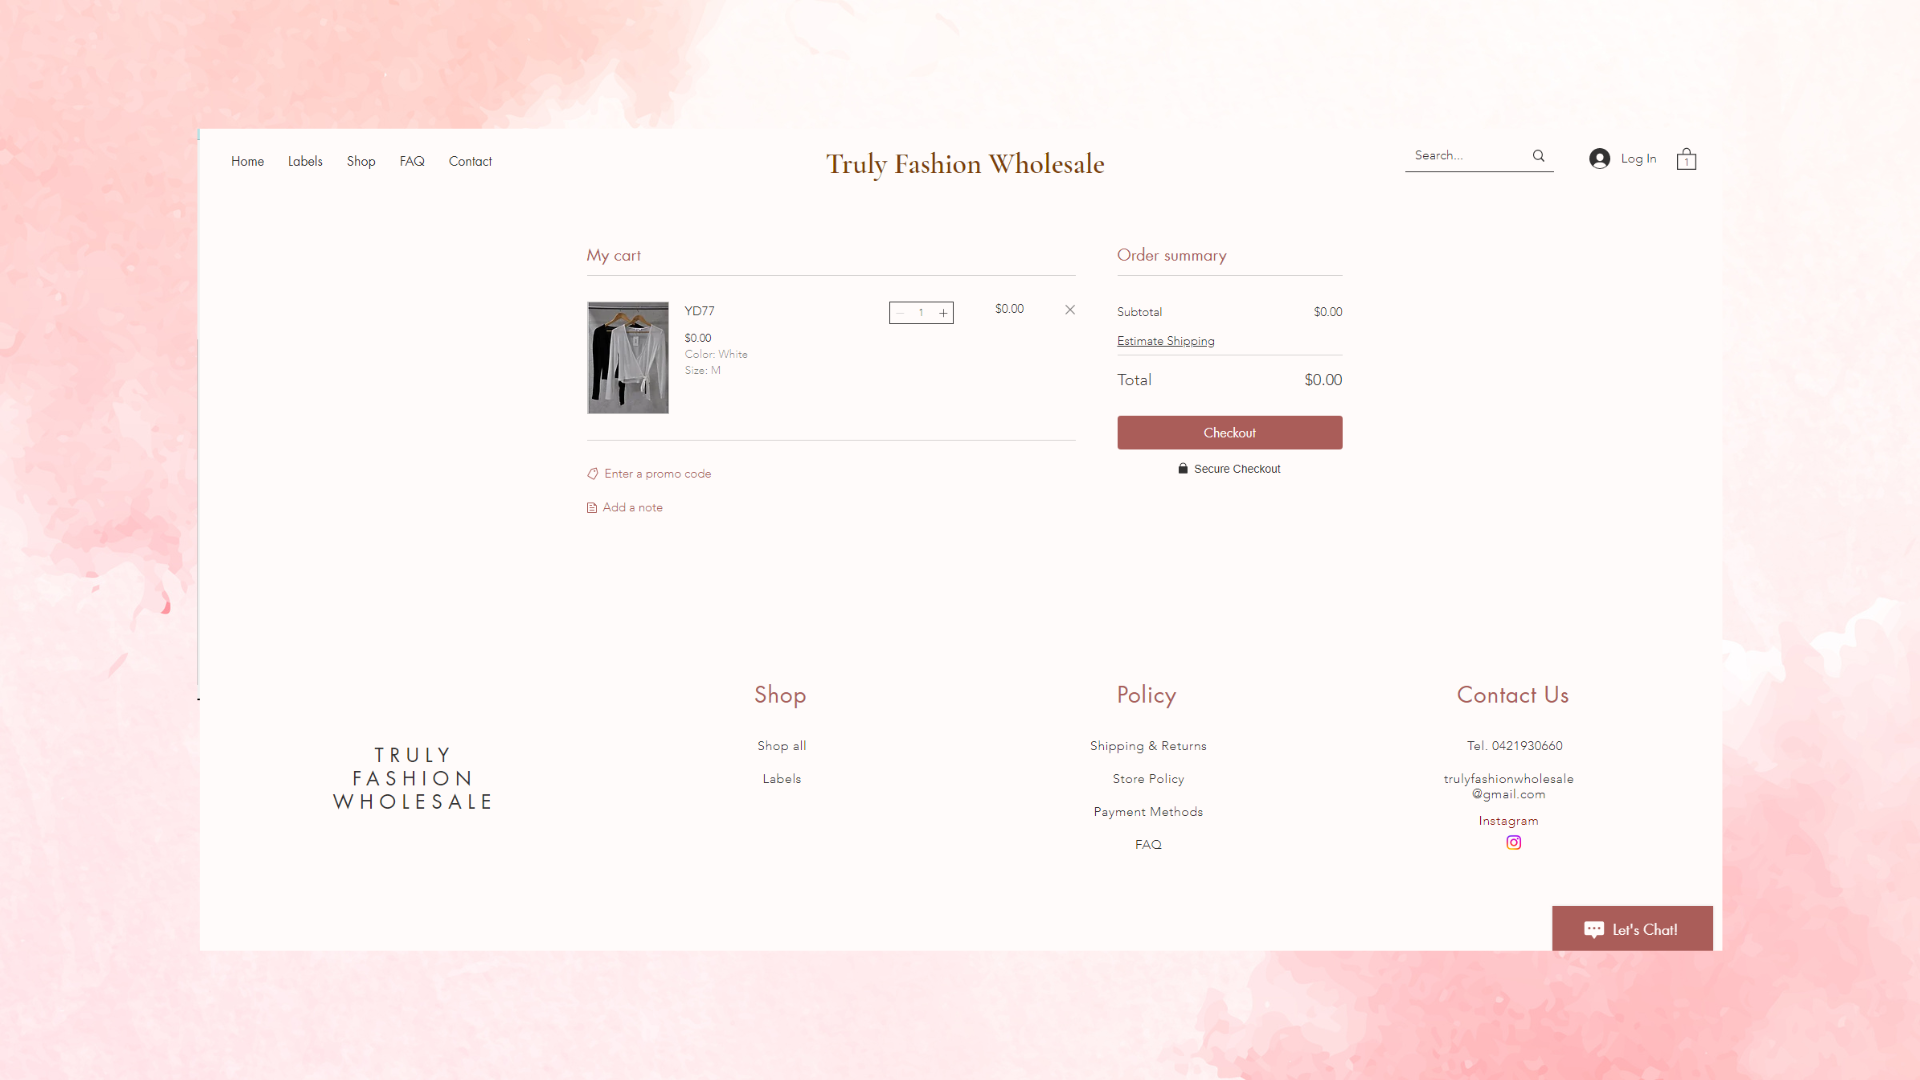 Home Labels Shop FAQ Contact
Truly Fashion Wholesale
Search...
Log In
1
My cart
YD77
1
$0.00
$0.00
Color: White
Size: M
Enter a promo code
Add a note
Order summary
Subtotal $0.00
Estimate Shipping
Total $0.00
Checkout
Secure Checkout
TRULY
FASHION
WHOLESALE
Shop
Shop all
Labels
Policy
Shipping & Returns
Store Policy
Payment Methods
FAQ
Contact Us
Tel. 0421930660
trulyfashionwholesale
@gmail.com
Instagram
Let's Chat!